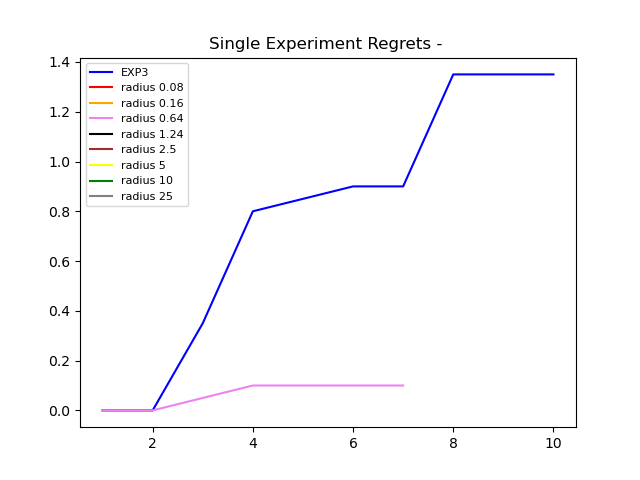 Single Experiment Regrets -
1.4
1.2
1.0
0.8
0.6
0.4
0.2
0.0
EXP3
radius 0.08
radius 0.16
radius 0.64
radius 1.24
radius 2.5
radius 5
radius 10
radius 25
2 4 6 8 10